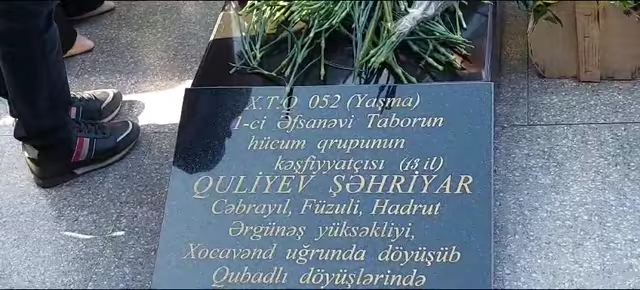 X.T.Q 052 (Yaşma)
1-ci Əfsanəvi Taborun
hücum qrupunun
kəşfiyyatçısı (13 il)
QULİYEV ŞƏHRİYAR
Cəbrayıl, Füzuli, Hadrut
Ərgünəş yüksəkliyi,
Xocavənd uğrunda döyüşüb
Qubadlı döyüşlərində